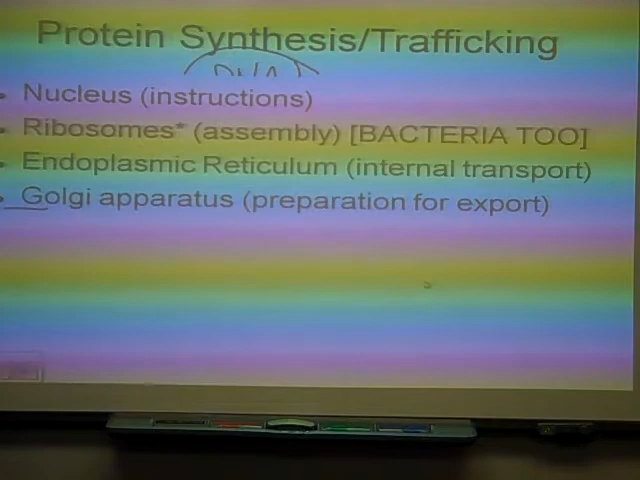 Protein Synthesis/Trafficking
Nucleus (instructions)
Ribosomes* (assembly) [BACTERIA TOO]
Endoplasmic Reticulum (internal transport)
Golgi apparatus (preparation for export)